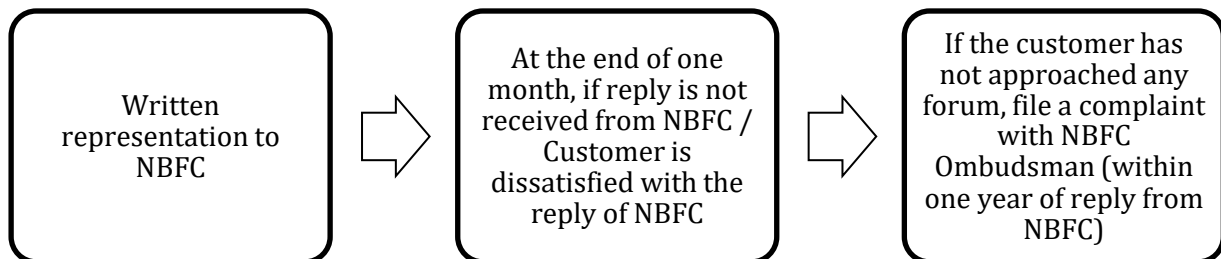 Written
representation to
NBFC
At the end of one
month, if reply is not
received from NBFC /
Customer is
dissatisfied with the
reply of NBFC
If the customer has
not approached any
forum, file a complaint
with NBFC
Ombudsman (within
one year of reply from
NBFC)